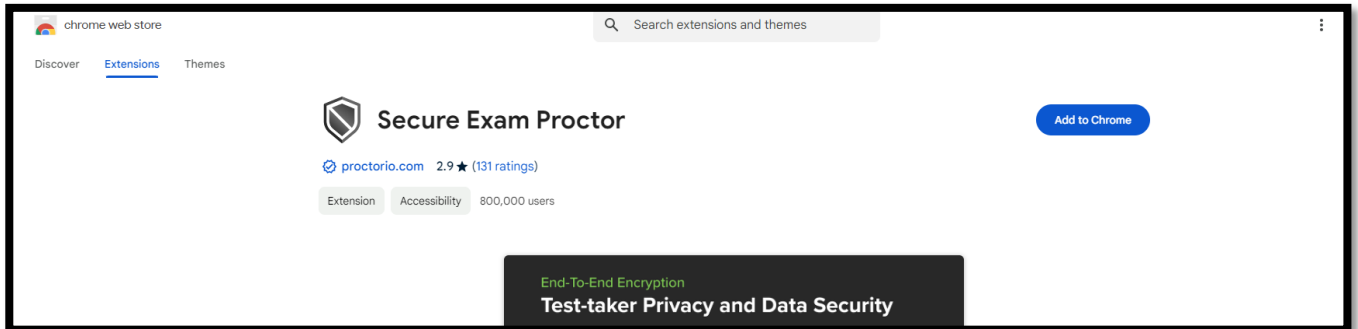 chrome web store
Search extensions and themes
Discover Extensions Themes
Secure Exam Proctor
Add to Chrome
proctorio.com 2.9 ★ (131 ratings)
Extension Accessibility 800,000 users
End-To-End Encryption
Test-taker Privacy and Data Security